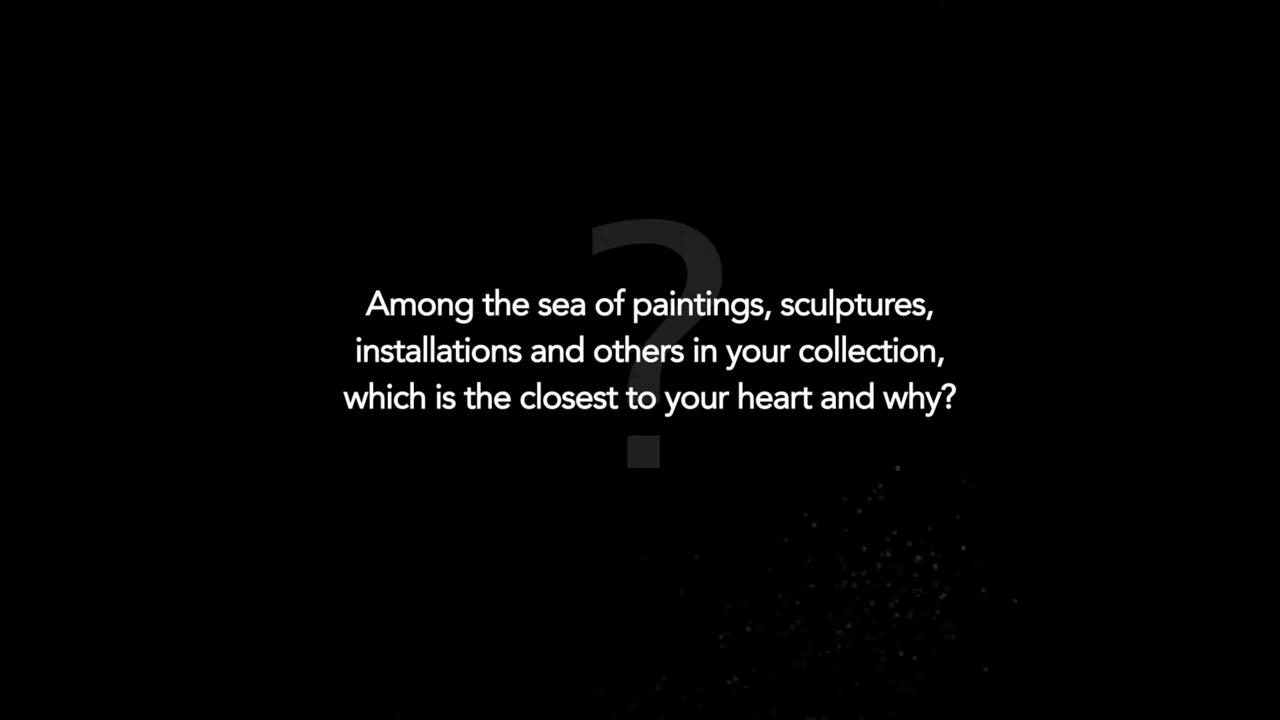 Among the sea of paintings, sculptures,
installations and others in your collection,
which is the closest to your heart and why?
?